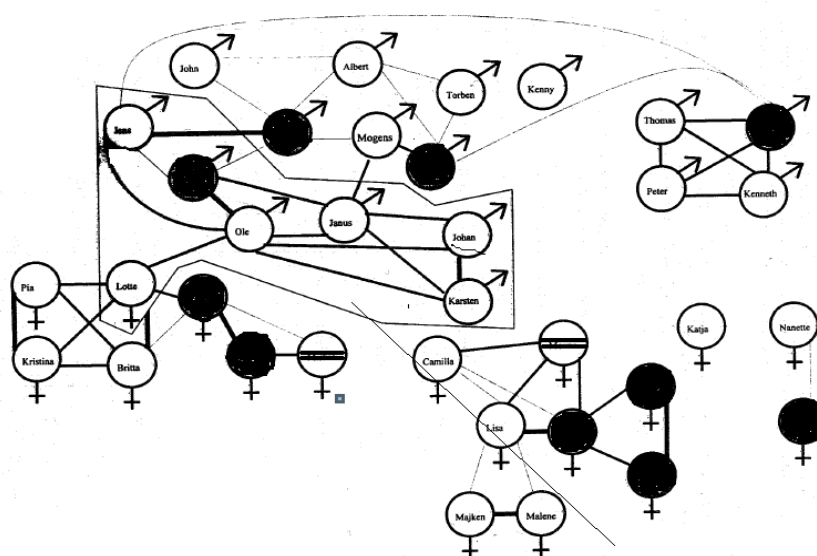 John
Albert
Torben
Kenny
Jens
Mogens
Thomas
Peter
Kenneth
Ole
Janus
Johan
Karsten
Pia
Lotte
Kristina
Britta
Camilla
Katja
Nanette
Lisa
Majken
Malene